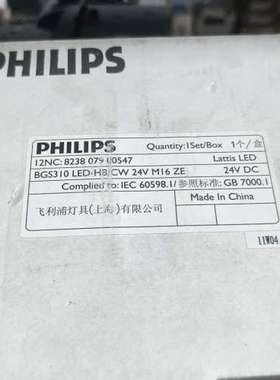 PHILIPS
PHILIPS Quantity:1Set/Box 1个/盒
12NC: 8238 079 00547 Lattis LED
BGS310 LED-HB/CW 24V M16 ZE 24V DC
Complied to: IEC 60598.1/参照标准: GB 7000.1
飞利浦灯具(上海)有限公司 Made In China
11W04